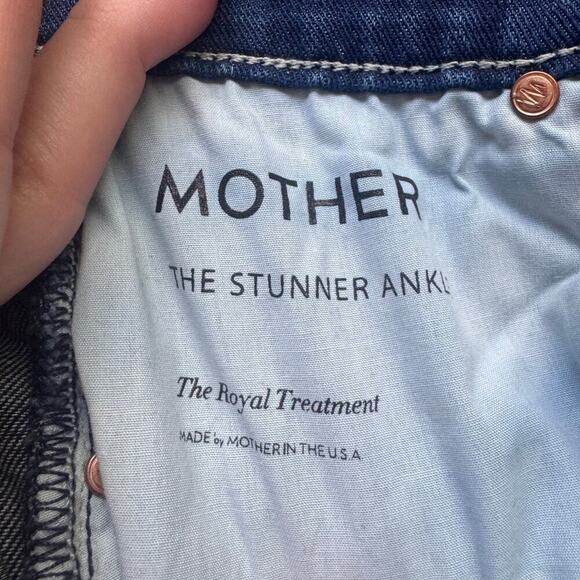 MOTHER
THE STUNNER ANKL
The Royal Treatment
MADE by MOTHER IN THE U.S.A.